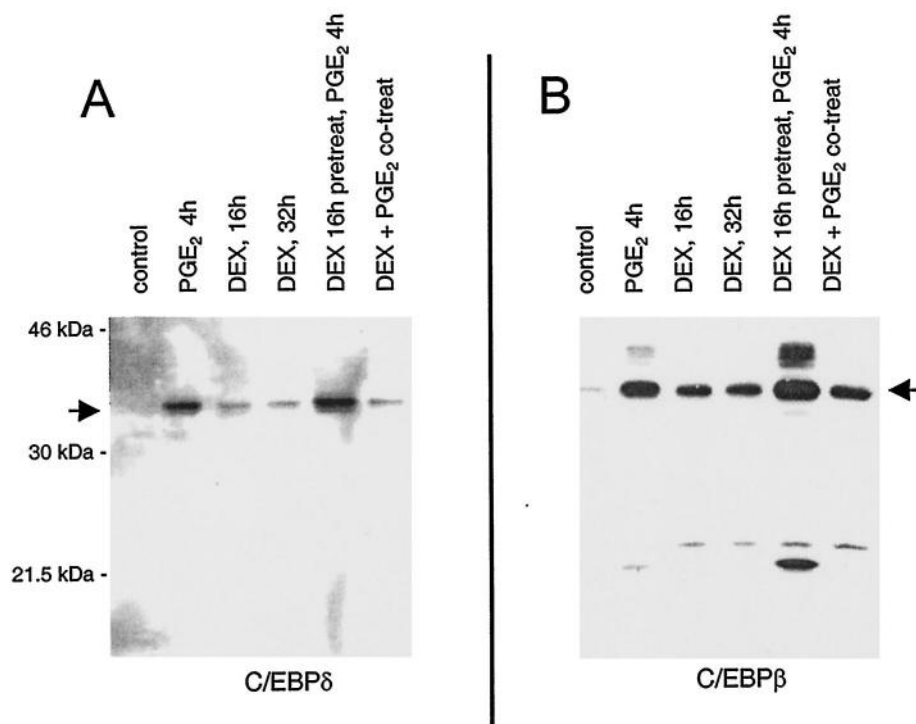 A
control
PGE₂ 4h
DEX, 16h
DEX, 32h
DEX 16h pretreat, PGE₂ 4h
DEX + PGE₂ co-treat
46 kDa -
30 kDa -
21.5 kDa -
C/EBPδ
B
control
PGE₂ 4h
DEX, 16h
DEX, 32h
DEX 16h pretreat, PGE₂ 4h
DEX + PGE₂ co-treat
C/EBPβ